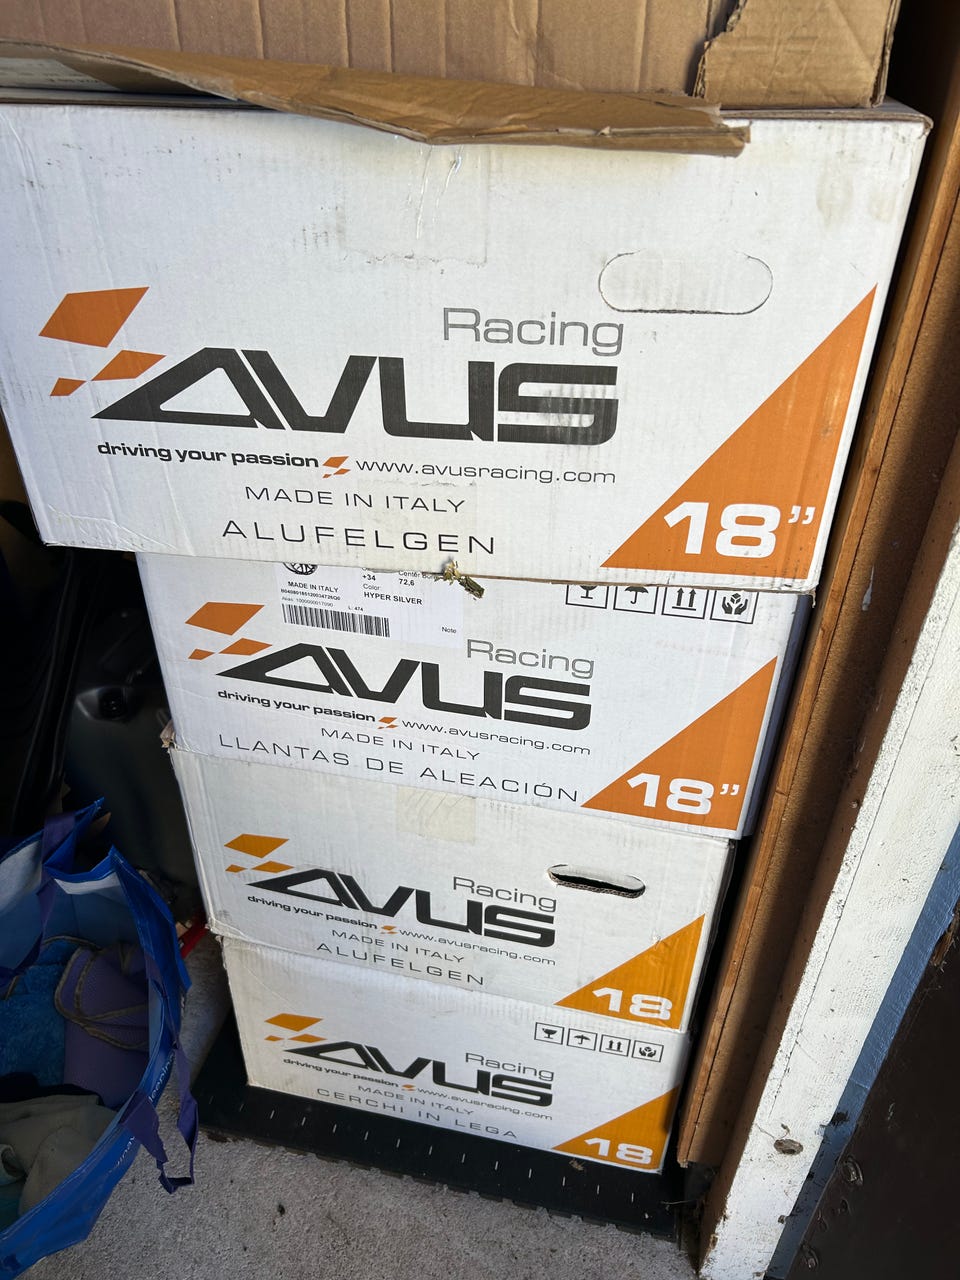 Racing
AVUS
driving your passion www.avusracing.com
MADE IN ITALY
ALUFELGEN
18”
+34
72,6
MADE IN ITALY
Color:
HYPER SILVER
L: 474
Note
Racing
AVUS
driving your passion www.avusracing.com
MADE IN ITALY
LLANTAS DE ALEACIÓN
18”
Racing
AVUS
driving your passion www.avusracing.com
MADE IN ITALY
ALUFELGEN
18
Racing
AVUS
driving your passion www.avusracing.com
MADE IN ITALY
CERCHI IN LEGA
18